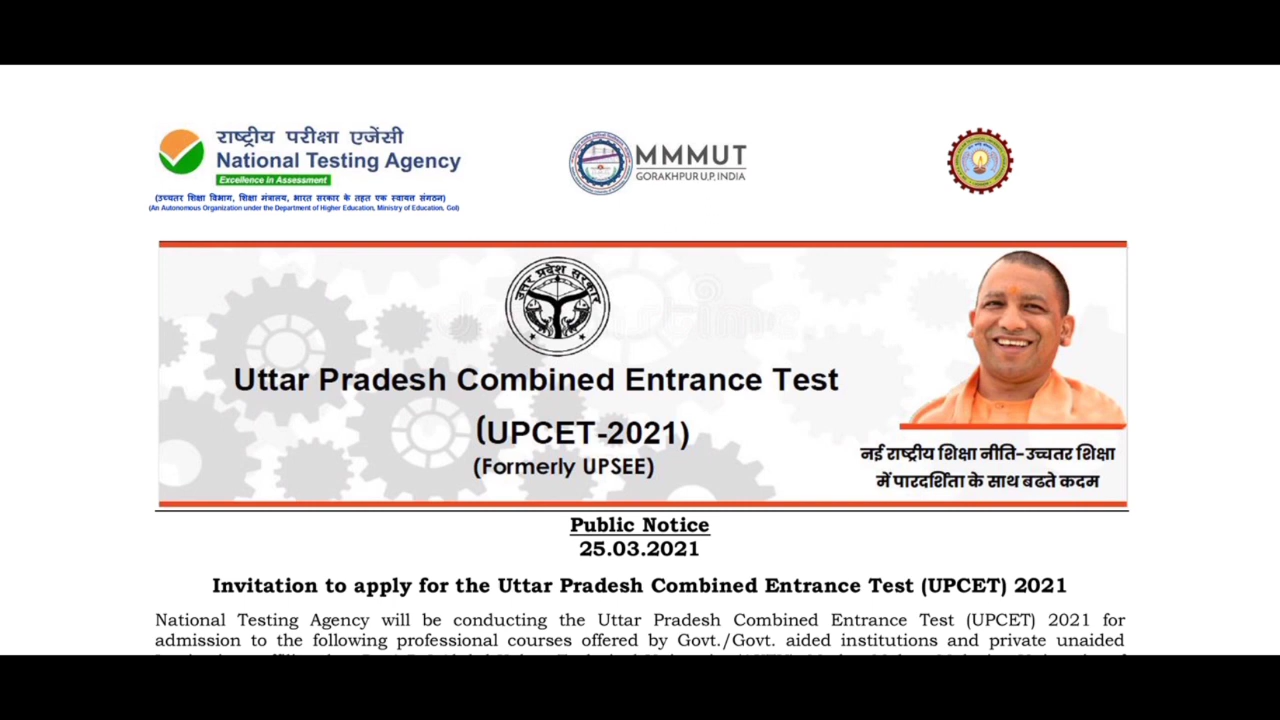 राष्ट्रीय परीक्षा एजेंसी
National Testing Agency
Excellence in Assessment
(उच्चतर शिक्षा विभाग, शिक्षा मंत्रालय, भारत सरकार के तहत एक स्वायत्त संगठन)
(An Autonomous Organization under the Department of Higher Education, Ministry of Education, GoI)
MMMUT
GORAKHPUR U.P, INDIA
उत्तर प्रदेश सरकार
Uttar Pradesh Combined Entrance Test
(UPCET-2021)
(Formerly UPSEE)
नई राष्ट्रीय शिक्षा नीति-उच्चतर शिक्षा
में पारदर्शिता के साथ बढते कदम
Public Notice
25.03.2021
Invitation to apply for the Uttar Pradesh Combined Entrance Test (UPCET) 2021
National Testing Agency will be conducting the Uttar Pradesh Combined Entrance Test (UPCET) 2021 for
admission to the following professional courses offered by Govt./Govt. aided institutions and private unaided